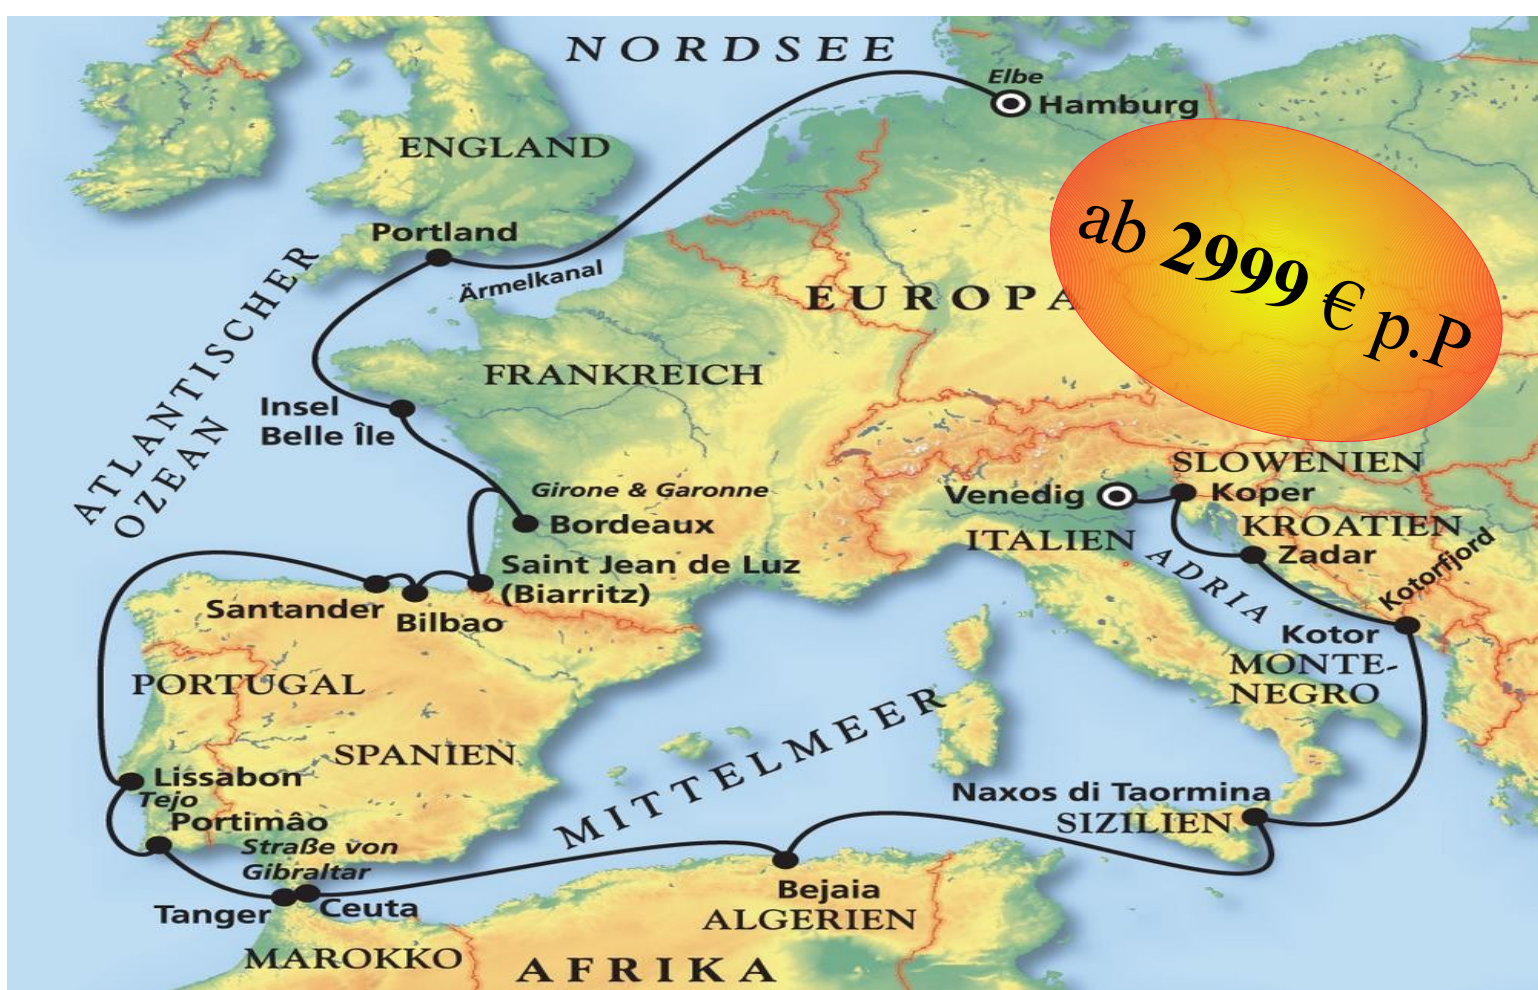 NORDSEE
Elbe
Hamburg
ENGLAND
ab 2999 € p.P
Portland
Ärmelkanal
EUROPA
ATLANTISCHER
OZEAN
FRANKREICH
Insel
Belle Île
Girone & Garonne
Bordeaux
Saint Jean de Luz
(Biarritz)
Santander
Bilbao
SLOWENIEN
Venedig
Koper
KROATIEN
ITALIEN
Zadar
ADRIA
Kotorfjord
Kotor
MONTE-
NEGRO
PORTUGAL
SPANIEN
MITTELMEER
Lissabon
Tejo
Portimâo
Straße von
Gibraltar
Tanger
Ceuta
Naxos di Taormina
SIZILIEN
Bejaia
ALGERIEN
MAROKKO
AFRIKA